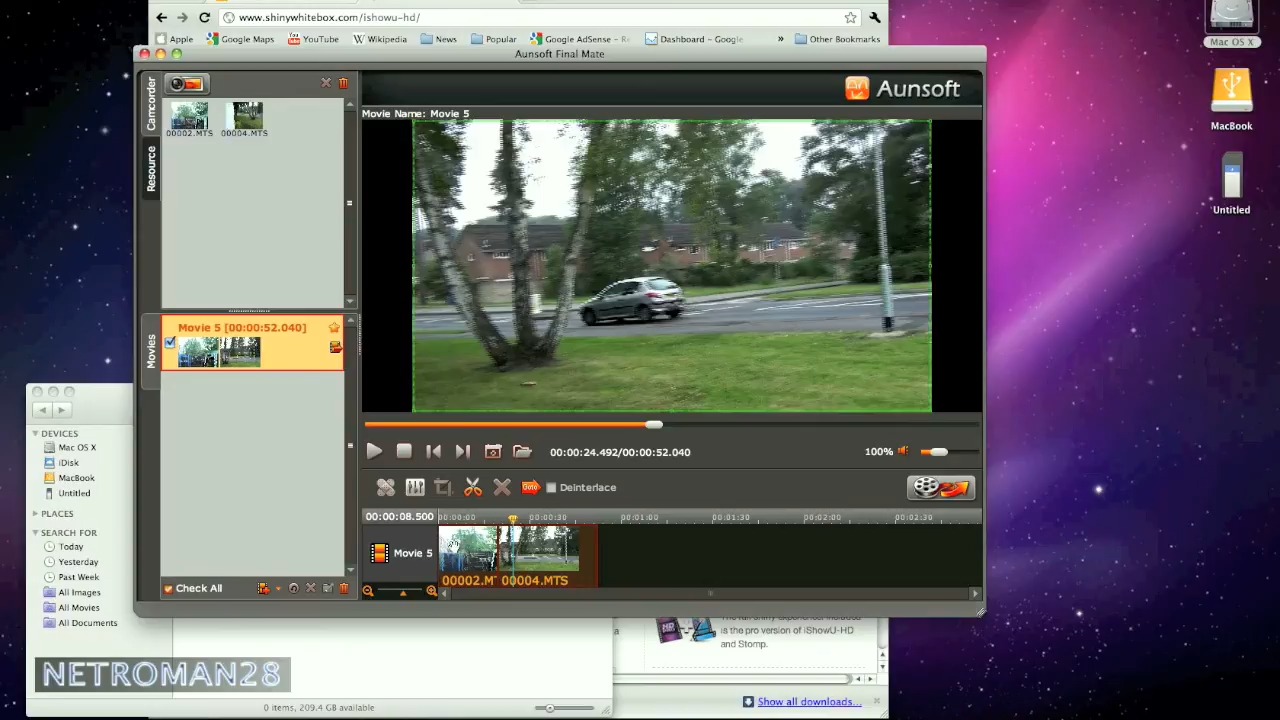 www.shinywhitebox.com/ishowu-hd/
Apple Google Maps YouTube Wikipedia News Popular Google AdSense - Re Dashboard – Google » Other Bookmarks
Mac OS X
Aunsoft Final Mate
Camcorder
Resource
Movies
00002.MTS 00004.MTS
Aunsoft
Movie Name: Movie 5
MacBook
Untitled
Movie 5 [00:00:52.040]
00:00:24.492/00:00:52.040
100%
Goto
Deinterlace
00:00:08.500
00:00:00 00:00:30 00:01:00 00:01:30 00:02:00 00:02:30
Movie 5
00002.M 00004.MTS
Check All
DEVICES
Mac OS X
iDisk
MacBook
Untitled
PLACES
SEARCH FOR
Today
Yesterday
Past Week
All Images
All Movies
All Documents
is the pro version of iShowU-HD
and Stomp.
NETROMAN28
0 items, 209.4 GB available
Show all downloads...